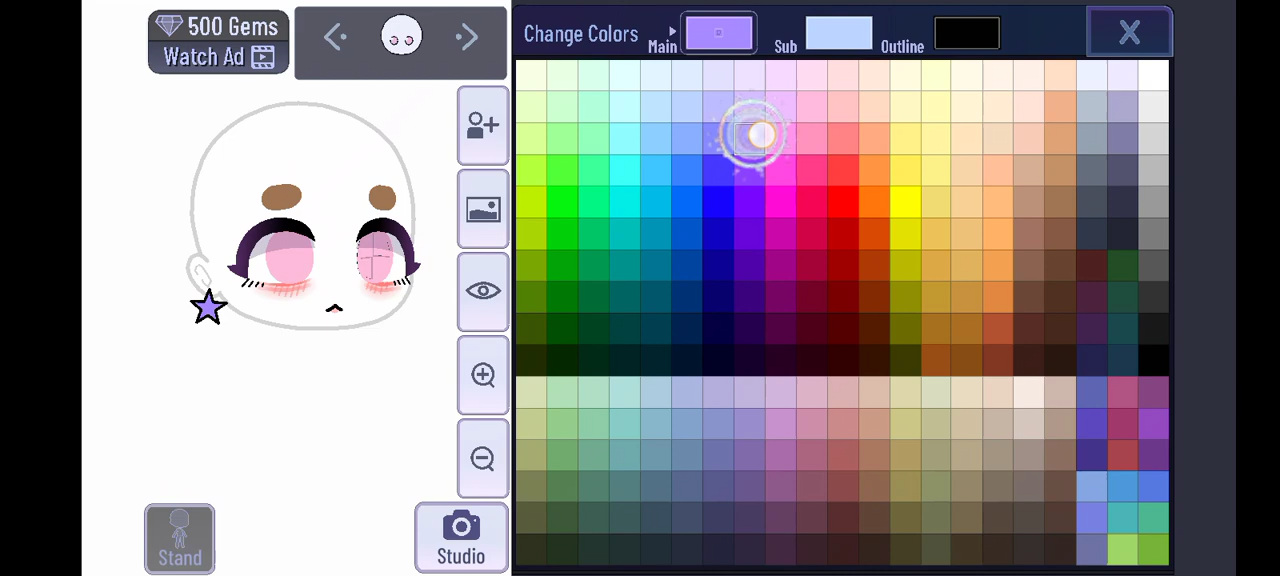 500 Gems
Watch Ad
Change Colors
Main
Sub
Outline
X
Stand
Studio